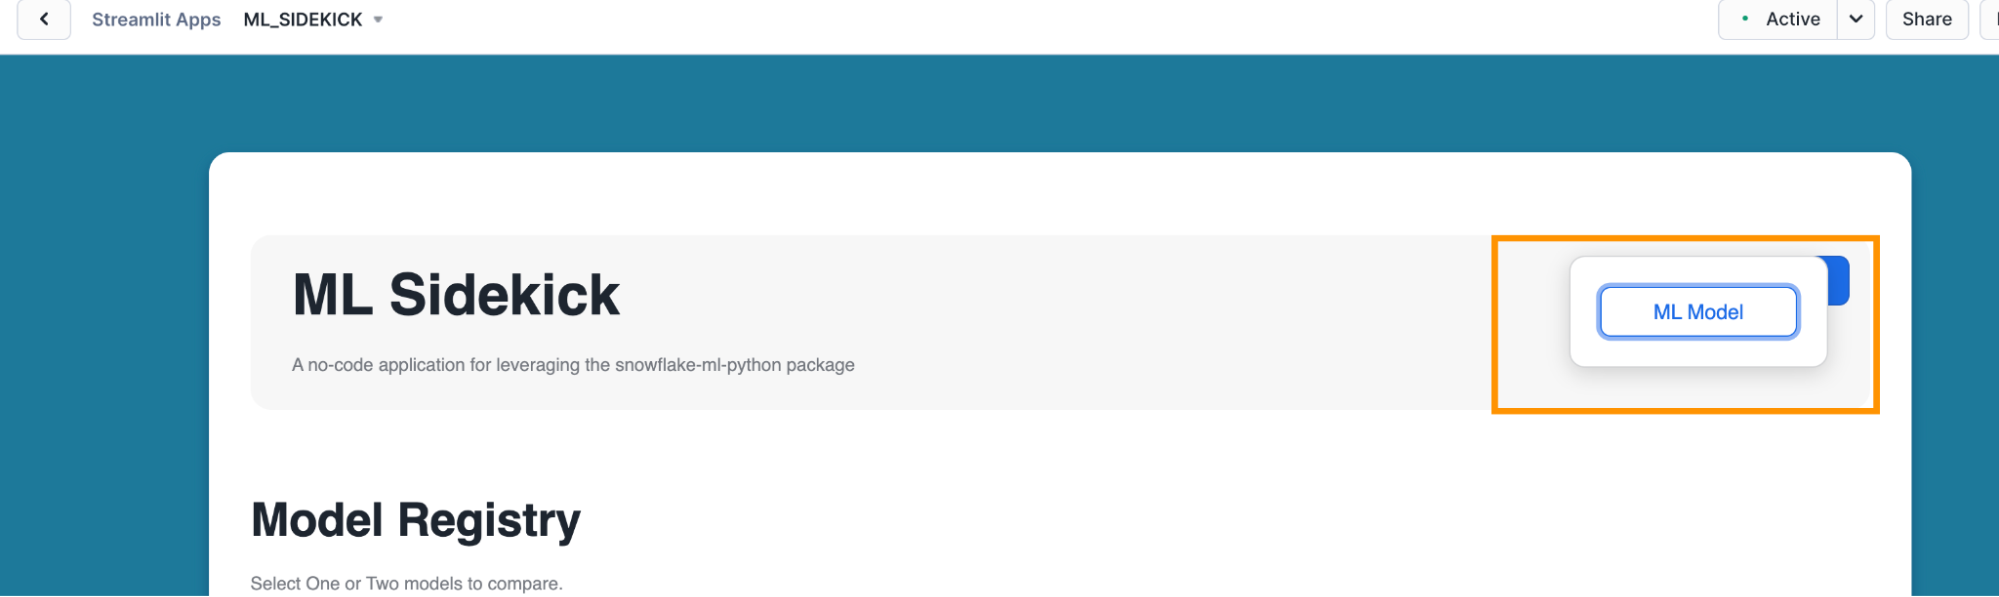 Streamlit Apps ML_SIDEKICK
Active
Share
ML Sidekick
ML Model
A no-code application for leveraging the snowflake-ml-python package
Model Registry
Select One or Two models to compare.